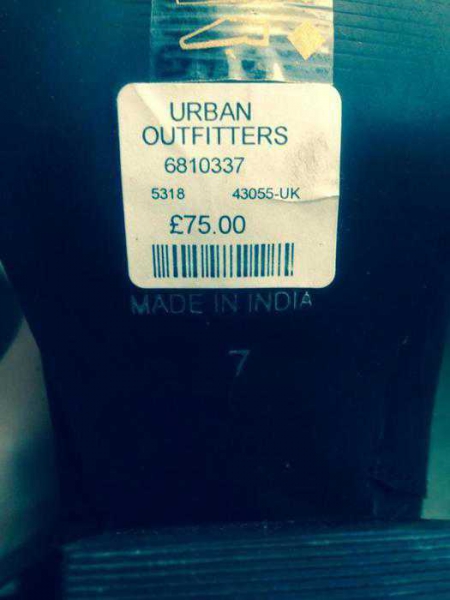 URBAN
OUTFITTERS
6810337
5318 43055-UK
£75.00
MADE IN INDIA
7